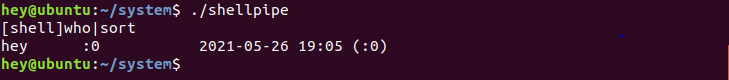 hey@ubuntu:~/system$ ./shellpipe
[shell]who|sort
hey      :0           2021-05-26 19:05 (:0)
hey@ubuntu:~/system$